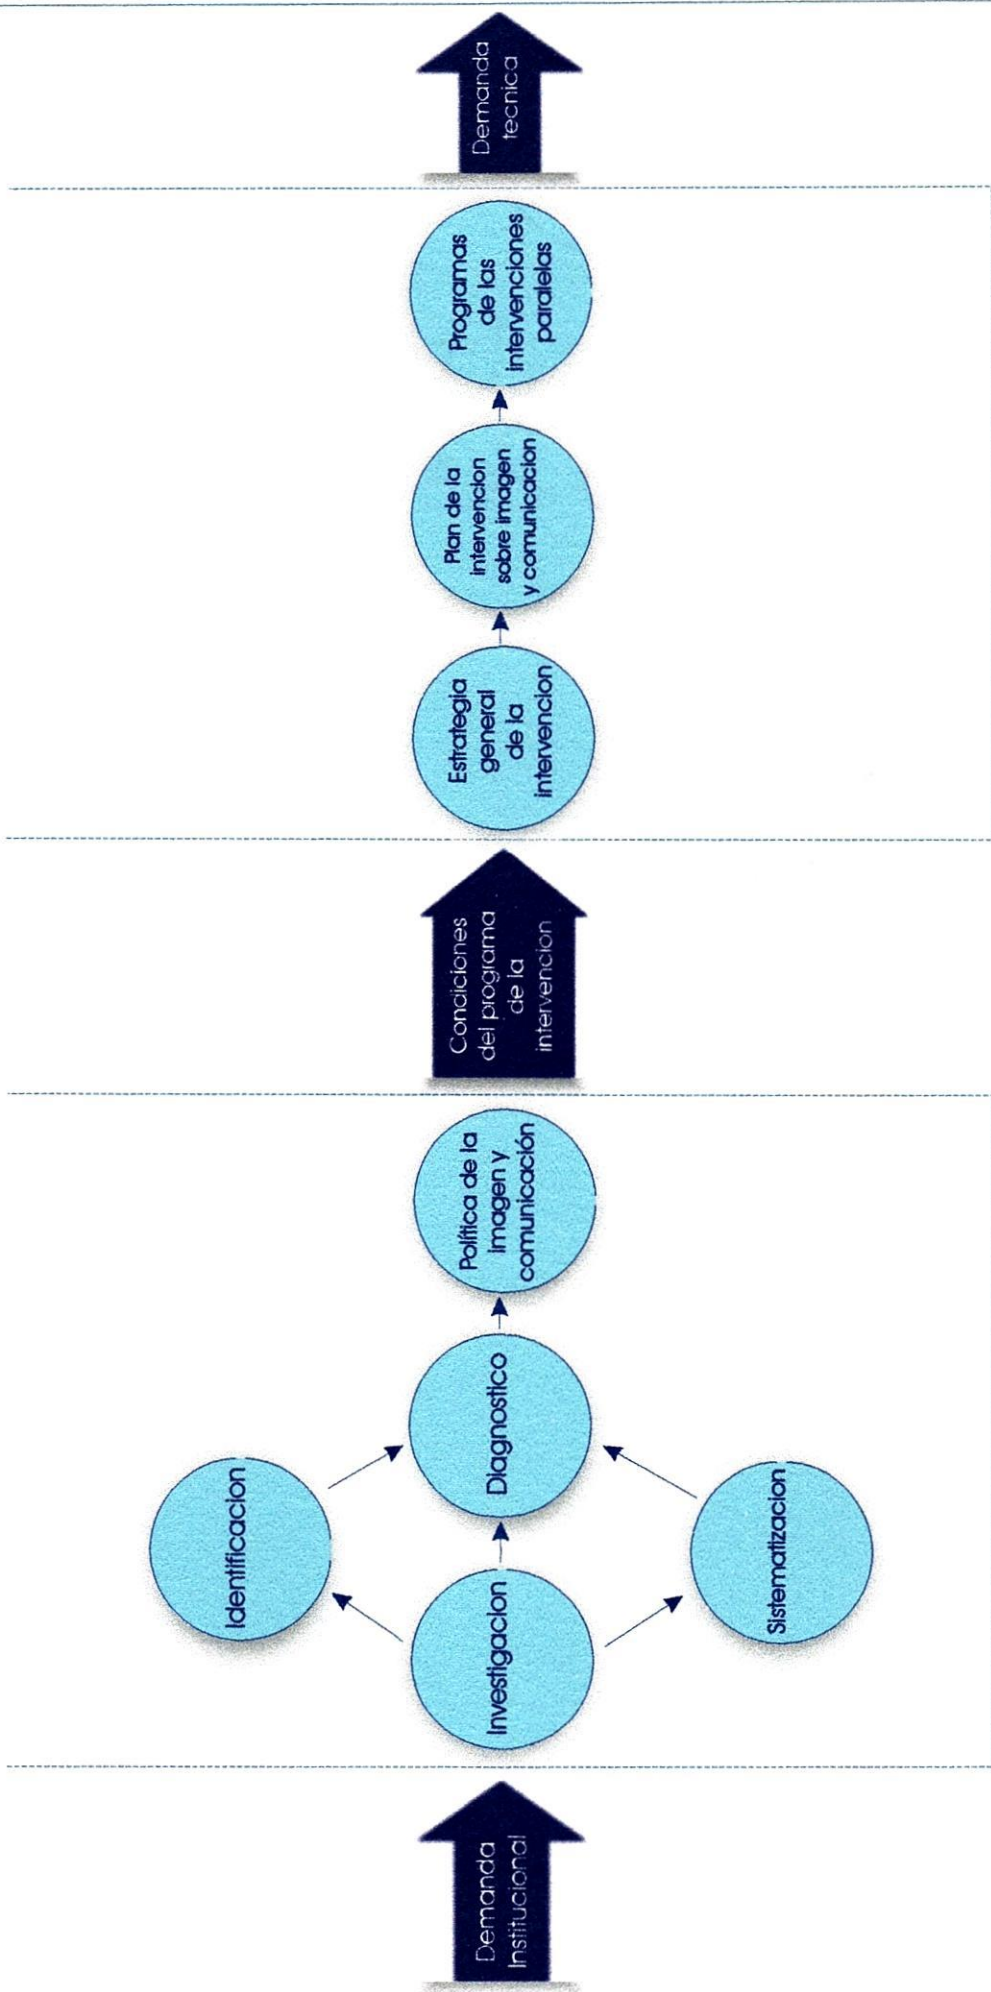 Demanda
Institucional
Identificacion
Investigacion
Sistematizacion
Diagnostico
Política de la
imagen y
comunicación
Condiciones
del programa
de la
intervencion
Estrategia
general
de la
intervencion
Plan de la
intervencion
sobre imagen
y comunicacion
Programas
de las
intervenciones
paralelas
Demanda
tecnica